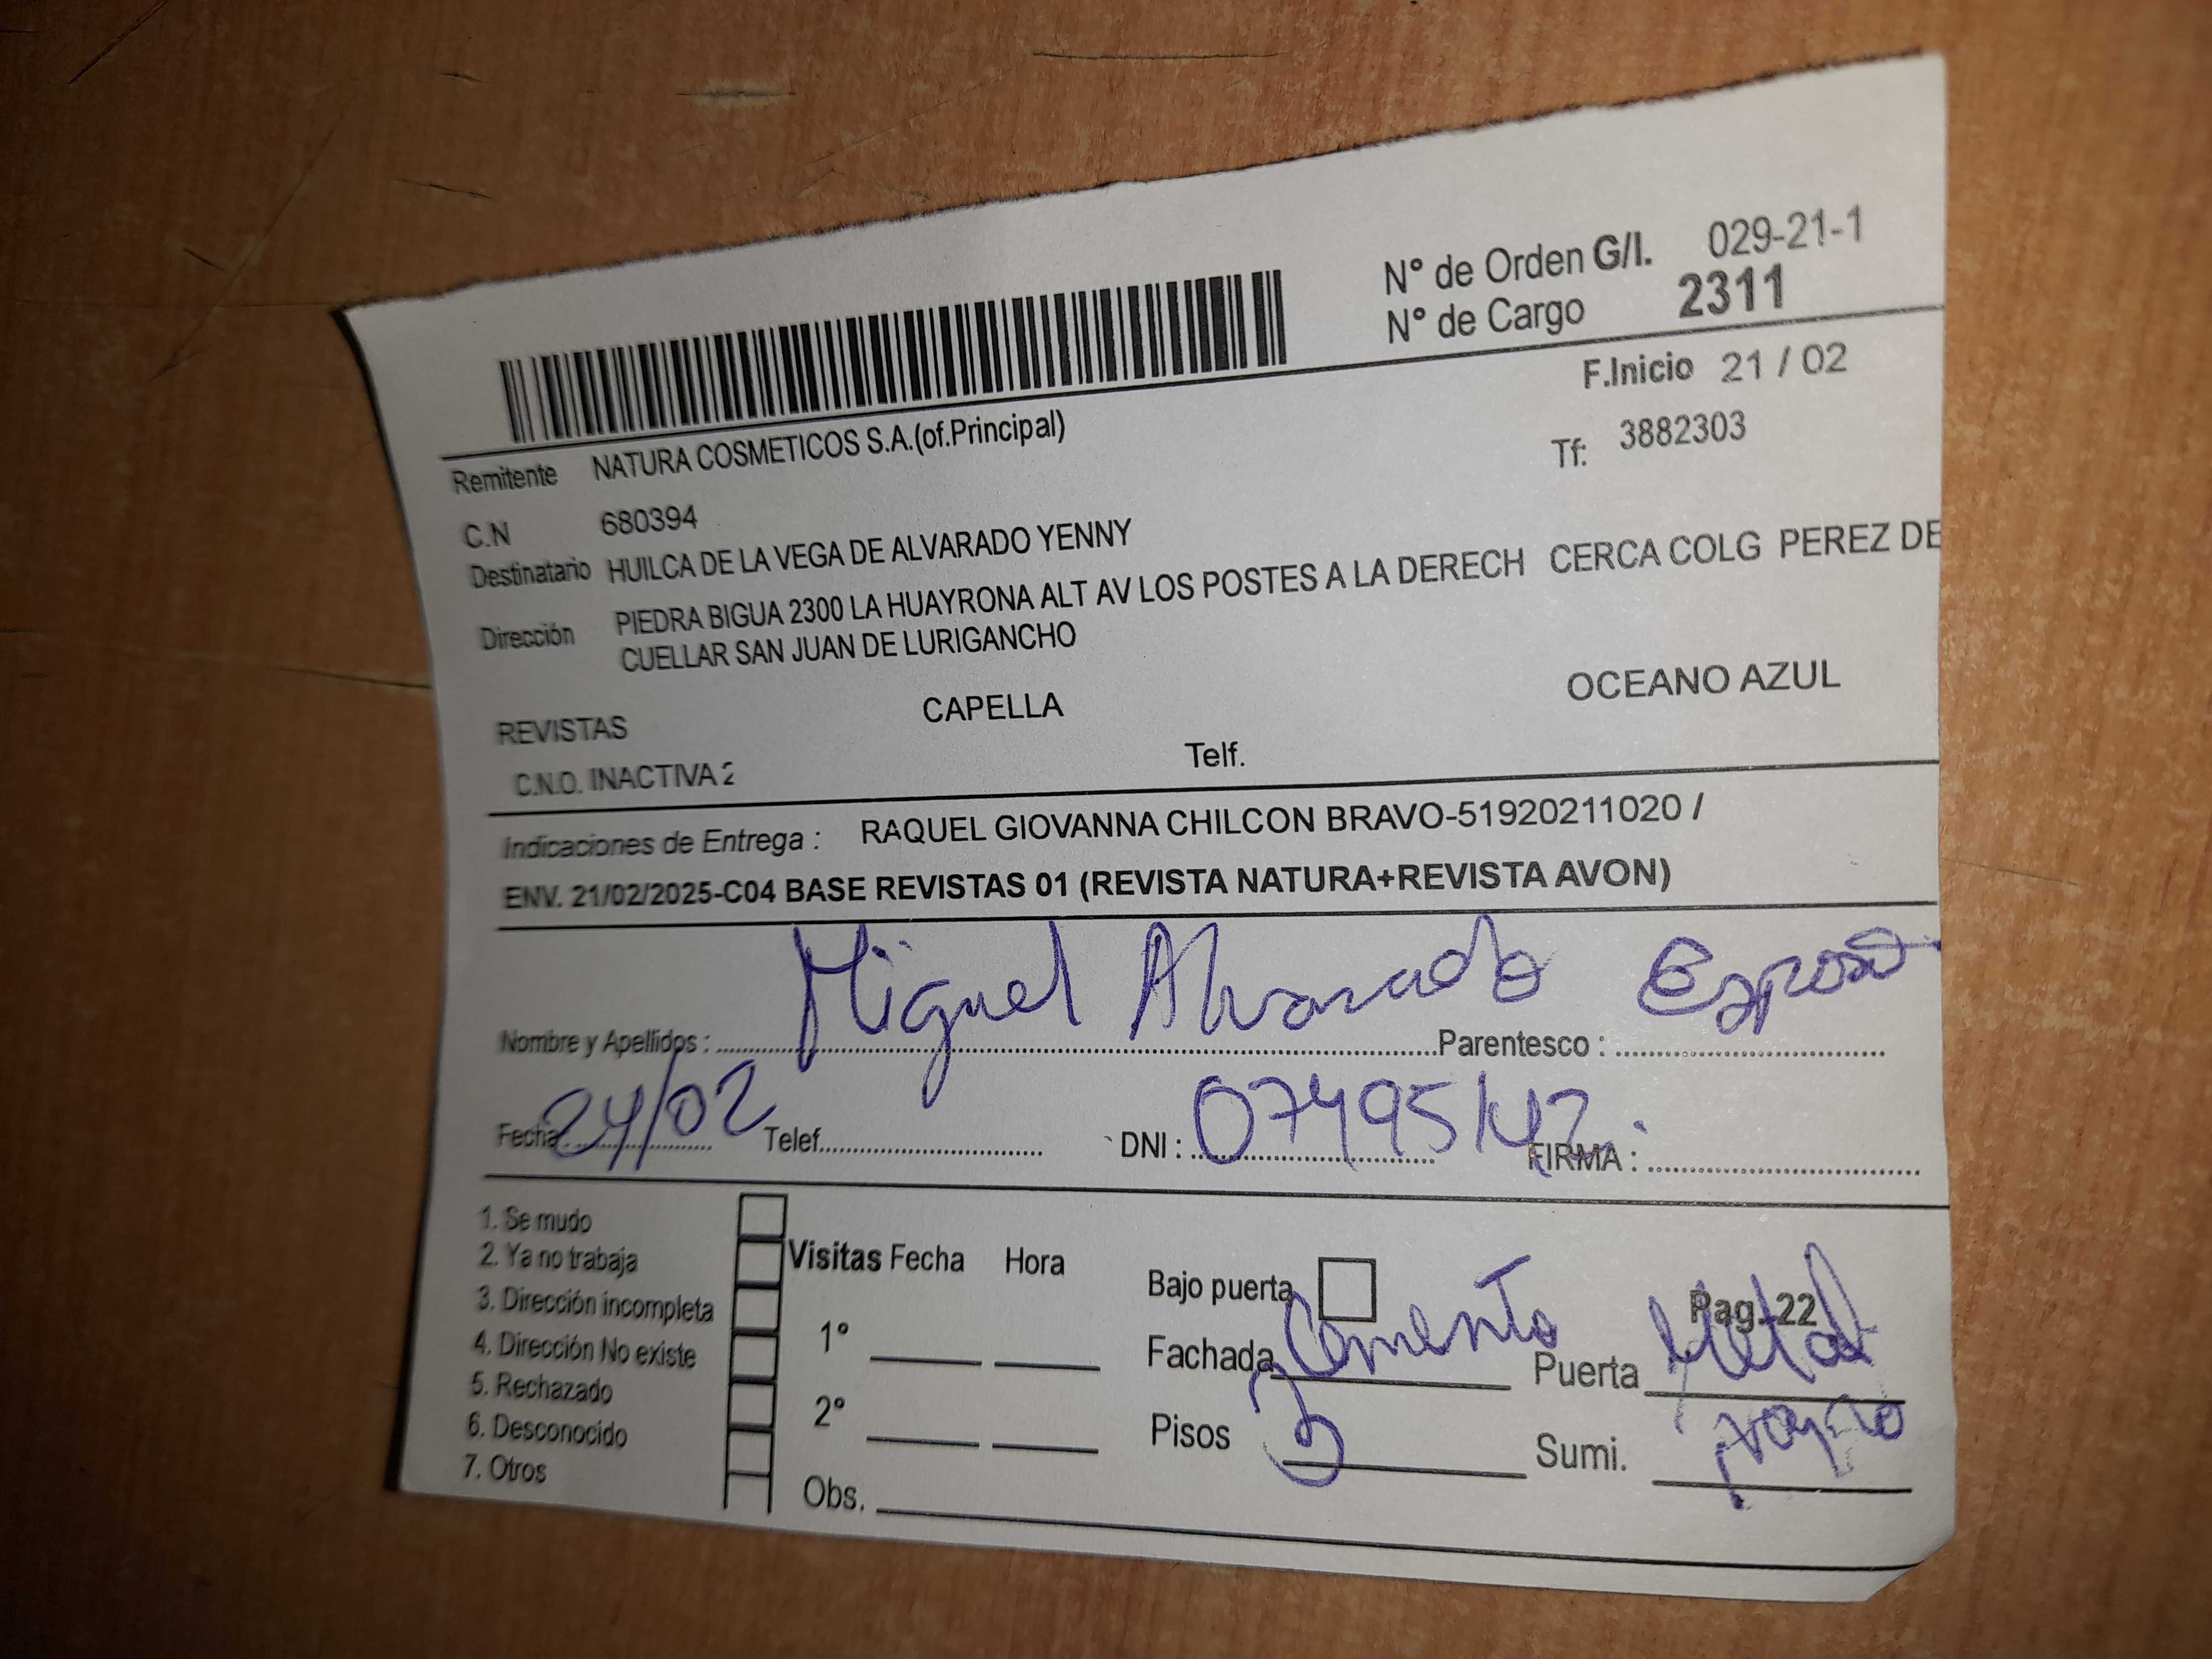 N° de Orden G/I. 029-21-1
N° de Cargo 2311
F.Inicio 21 / 02
Remitente NATURA COSMETICOS S.A.(of.Principal)
Tf: 3882303
C.N 680394
Destinatario HUILCA DE LA VEGA DE ALVARADO YENNY
Dirección PIEDRA BIGUA 2300 LA HUAYRONA ALT AV LOS POSTES A LA DERECH CERCA COLG PEREZ DE
CUELLAR SAN JUAN DE LURIGANCHO
REVISTAS CAPELLA OCEANO AZUL
C.N.O. INACTIVA 2 Telf.
Indicaciones de Entrega : RAQUEL GIOVANNA CHILCON BRAVO-51920211020 /
ENV. 21/02/2025-C04 BASE REVISTAS 01 (REVISTA NATURA+REVISTA AVON)
Nombre y Apellidos : Miguel Alvarado Parentesco : Esposo
Fecha 24/02 Telef. DNI : FIRMA :
1. Se mudo
2. Ya no trabaja
3. Dirección incompleta
4. Dirección No existe
5. Rechazado
6. Desconocido
7. Otros
Visitas Fecha Hora
1°
2°
Obs.
Bajo puerta Pag. 22
Fachada Cemento Puerta Metal
Pisos 3 Sumi.